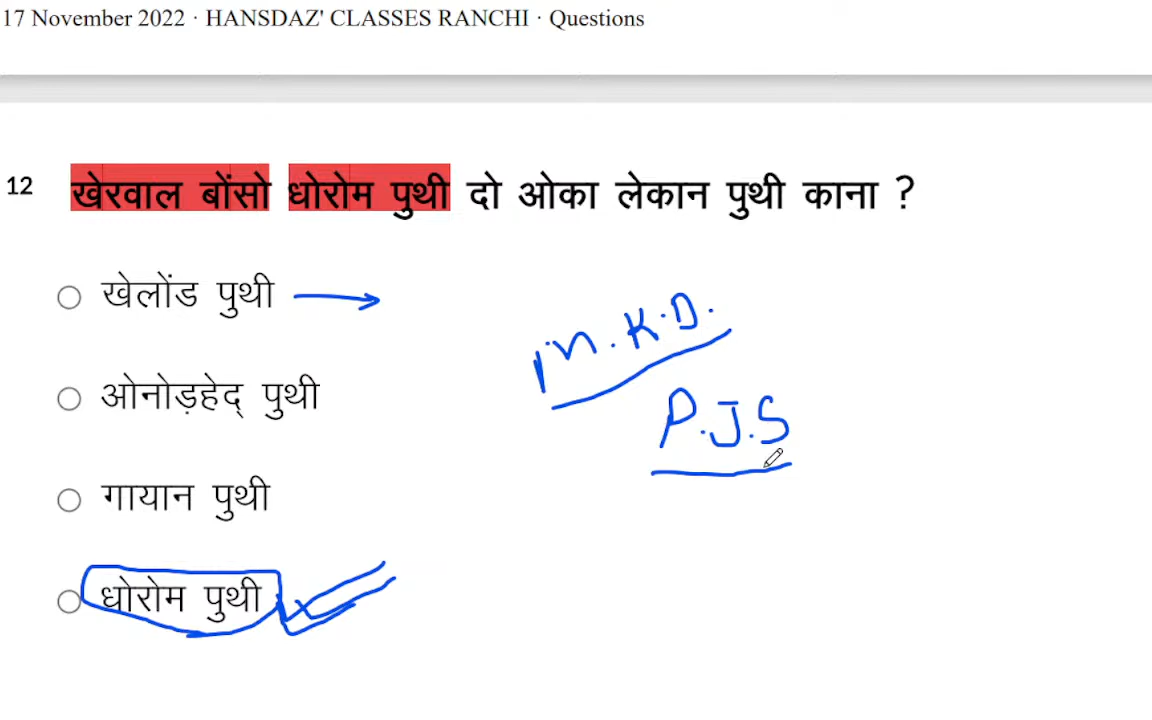 17 November 2022 · HANSDAZ' CLASSES RANCHI · Questions
12 खेरवाल बोंसो धोरोम पुथी दो ओका लेकान पुथी काना ?
खेलोंड पुथी
M.K.D.
ओनोड़हेद् पुथी
P.J.S
गायान पुथी
धोरोम पुथी